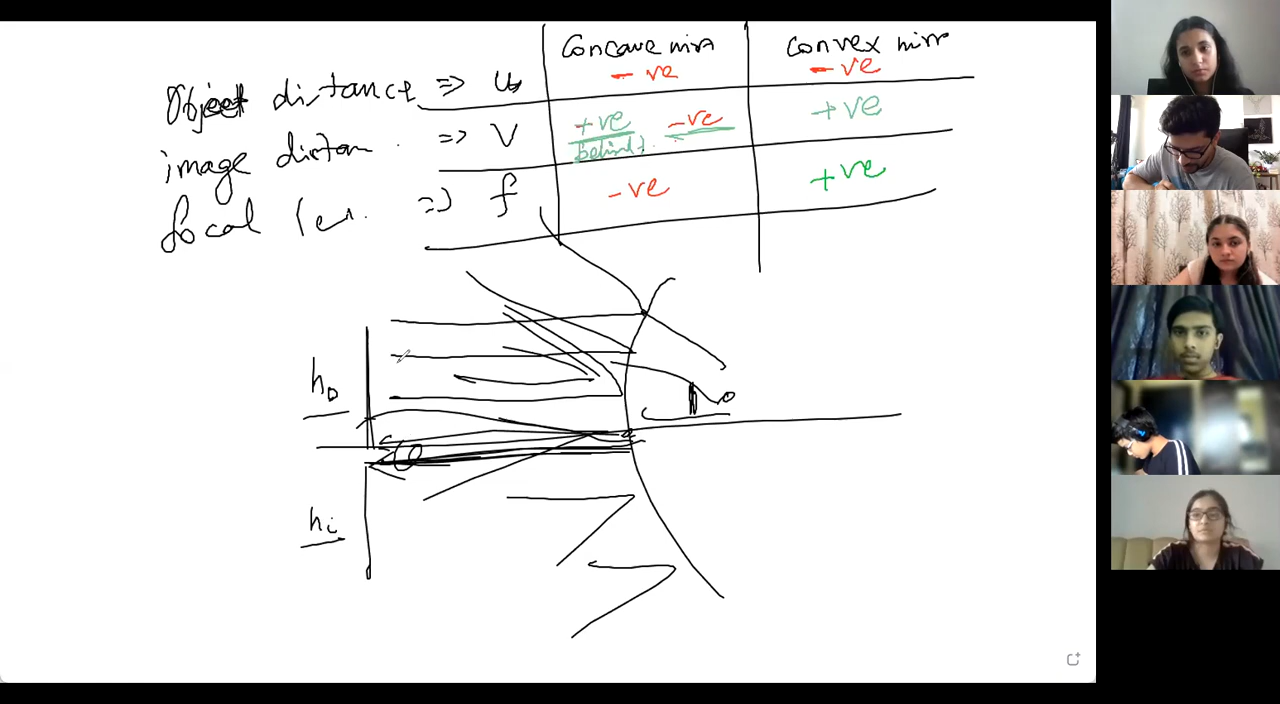 Concave mirr
Convex mirr
Object distance => u
- ve
- ve
image distan => V
+ve
behind
-ve
+ve
focal len. => f
-ve
+ve
ho
hi